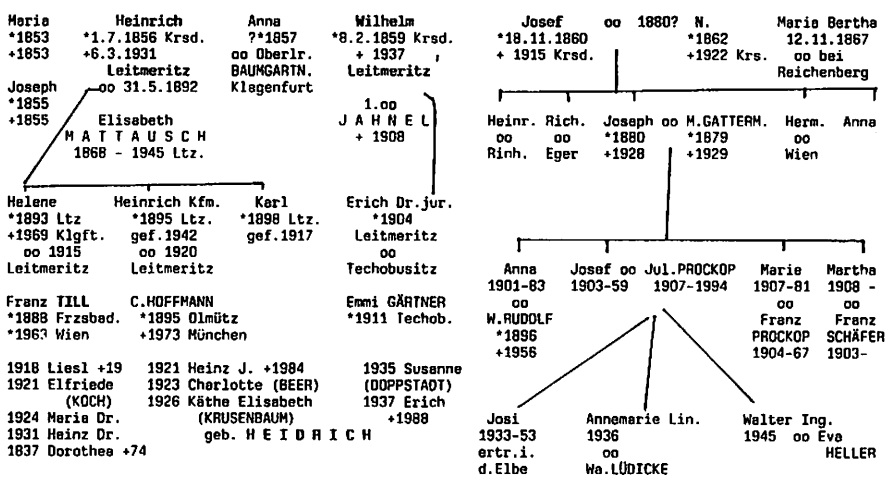 Maria Heinrich Anna Wilhelm
*1853 *1.7.1856 Krsd. ?*1857 *8.2.1859 Krsd.
+1853 +6.3.1931 oo Oberlr. + 1937
Leitmeritz BAUMGARTN. Leitmeritz
Joseph oo 31.5.1892 Klagenfurt
*1855 1.oo
+1855 Elisabeth J A H N E L
M A T T A U S C H + 1908
1868 - 1945 Ltz.
Helene Heinrich Kfm. Karl Erich Dr.jur.
*1893 Ltz *1895 Ltz. *1898 Ltz. *1904
+1969 Klgft. gef.1942 gef.1917 Leitmeritz
oo 1915 oo 1920 oo
Leitmeritz Leitmeritz Techobusitz
Franz TILL C.HOFFMANN Emmi GÄRTNER
*1888 Frzsbad. *1895 Olmütz *1911 Techob.
*1963 Wien +1973 München
1918 Liesl +19 1921 Heinz J. +1984 1935 Susanne
1921 Elfriede 1923 Charlotte (BEER) (DOPPSTADT)
(KOCH) 1926 Käthe Elisabeth 1937 Erich
1924 Maria Dr. (KRUSENBAUM) +1988
1931 Heinz Dr. geb. H E I D R I C H
1837 Dorothea +74
Josef oo 1880? N. Maria Bertha
*18.11.1860 *1862 12.11.1867
+ 1915 Krsd. +1922 Krs. oo bei
Reichenberg
Heinr. Rich. Joseph oo M.GATTERM. Herm. Anna
oo oo *1880 *1879 oo
Rinh. Eger +1928 +1929 Wien
Anna Josef oo Jul.PROCKOP Maria Martha
1901-83 1903-59 1907-1994 1907-81 1908 -
oo oo oo
W.RUDOLF Franz Franz
*1896 PROCKOP SCHÄFER
+1956 1904-67 1903-
Josi Annemarie Lin. Walter Ing.
1933-53 1936 1945 oo Eva
ertr.i. oo HELLER
d.Elbe Wa.LÜDICKE